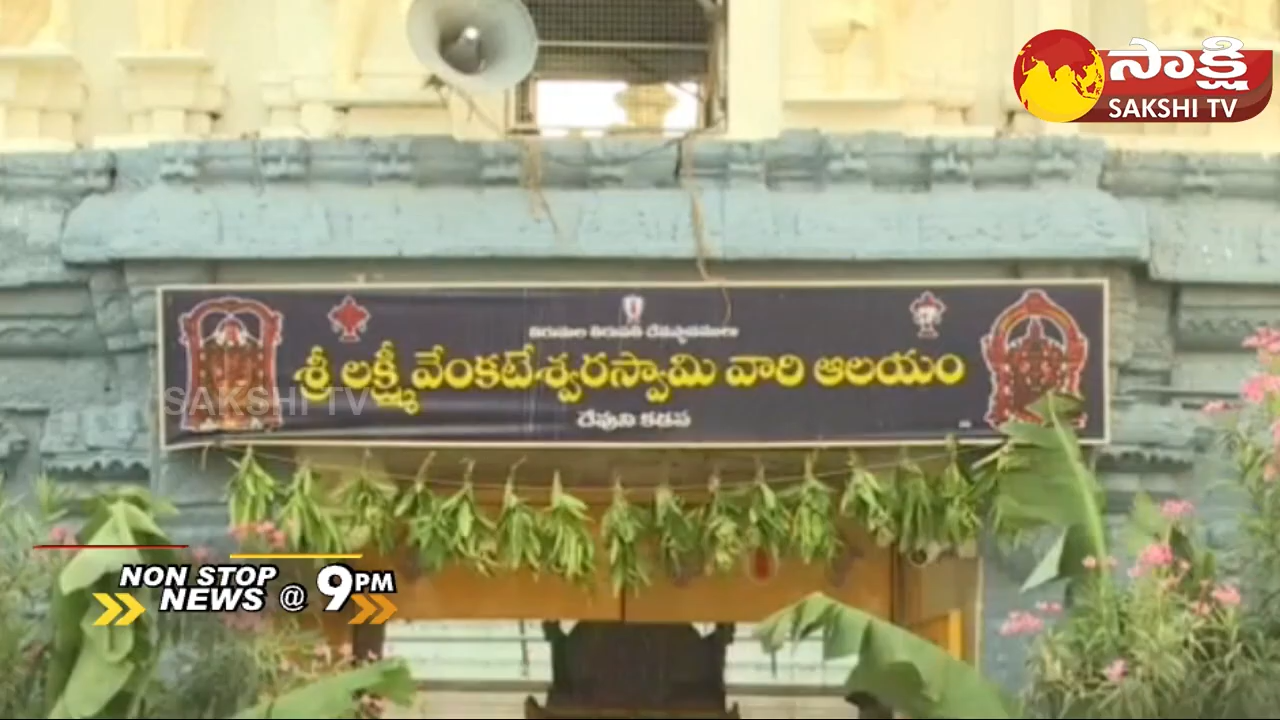 సాక్షి
SAKSHI TV
తిరుమల తిరుపతి దేవస్థానములు
శ్రీ లక్ష్మీవేంకటేశ్వరస్వామి వారి ఆలయం
SAKSHI TV
దేవుని కడప
NON STOP
NEWS @ 9PM